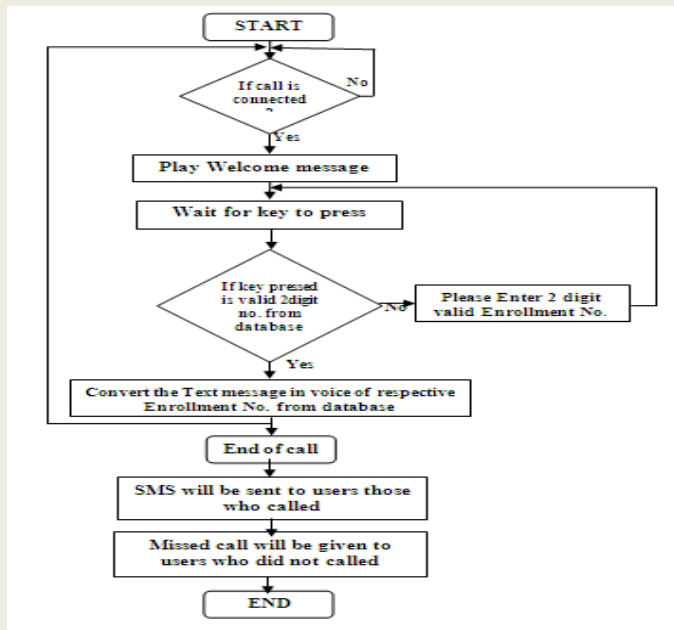 START
If call is
connected
?
No
Yes
Play Welcome message
Wait for key to press
If key pressed
is valid 2digit
no. from
database
No
Please Enter 2 digit
valid Enrollment No.
Yes
Convert the Text message in voice of respective
Enrollment No. from database
End of call
SMS will be sent to users those
who called
Missed call will be given to
users who did not called
END